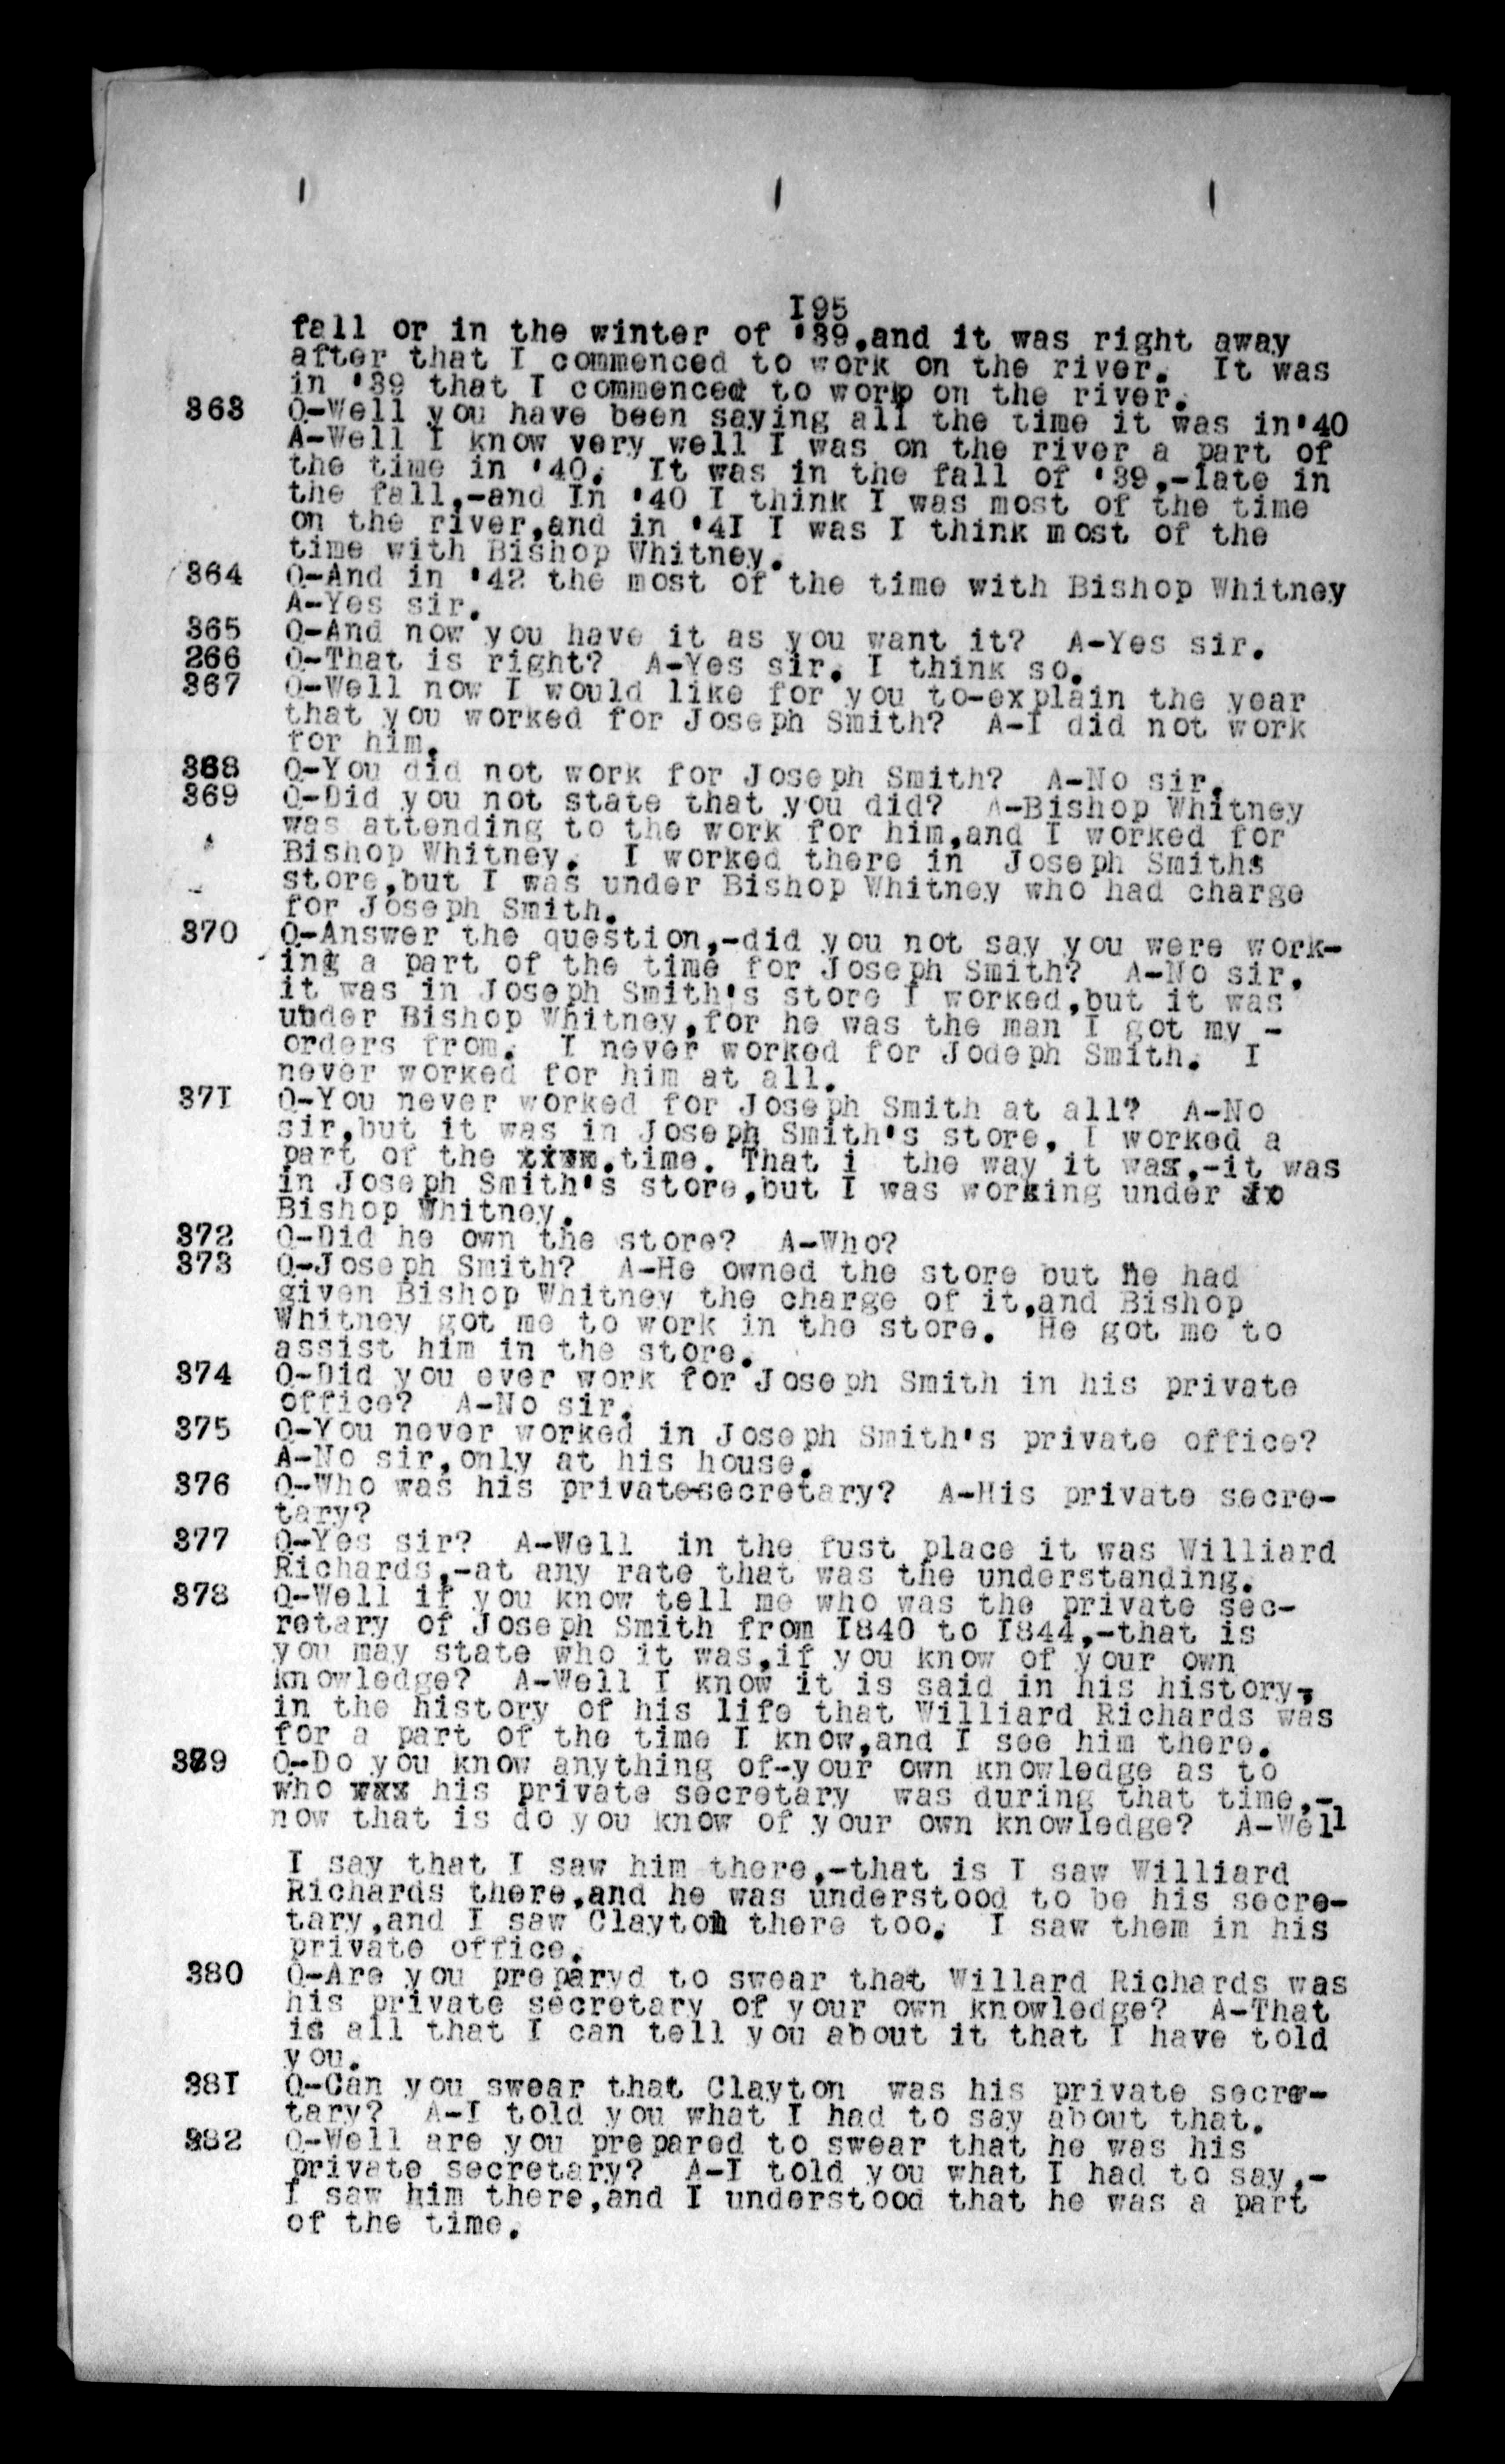 I95
fall or in the winter of '39.and it was right away
after that I commenced to work on the river. It was
in '39 that I commenced to work on the river.
363 Q-Well you have been saying all the time it was in'40
A-Well I know very well I was on the river a part of
the time in '40. It was in the fall of '39,-late in
the fall,-and In '40 I think I was most of the time
on the river,and in '4I I was I think most of the
time with Bishop Whitney.
364 Q-And in '42 the most of the time with Bishop Whitney
A-Yes sir.
365 Q-And now you have it as you want it? A-Yes sir.
266 Q-That is right? A-Yes sir. I think so.
367 Q-Well now I would like for you to-explain the year
that you worked for Joseph Smith? A-I did not work
for him.
368 Q-You did not work for Joseph Smith? A-No sir.
369 Q-Did you not state that you did? A-Bishop Whitney
was attending to the work for him,and I worked for
Bishop Whitney. I worked there in Joseph Smiths
store,but I was under Bishop Whitney who had charge
for Joseph Smith.
370 Q-Answer the question,-did you not say you were work-
ing a part of the time for Joseph Smith? A-No sir,
it was in Joseph Smith's store I worked,but it was
under Bishop Whitney,for he was the man I got my -
orders from. I never worked for Jodeph Smith. I
never worked for him at all.
37I Q-You never worked for Joseph Smith at all? A-No
sir,but it was in Joseph Smith's store, I worked a
part of the time. That i the way it was,-it was
in Joseph Smith's store,but I was working under
Bishop Whitney.
372 Q-Did he own the store? A-Who?
373 Q-Joseph Smith? A-He owned the store but he had
given Bishop Whitney the charge of it,and Bishop
Whitney got me to work in the store. He got me to
assist him in the store.
374 Q-Did you ever work for Joseph Smith in his private
office? A-No sir.
375 Q-You never worked in Joseph Smith's private office?
A-No sir,only at his house.
376 Q-Who was his private-secretary? A-His private secre-
tary?
377 Q-Yes sir? A-Well in the fust place it was Williard
Richards,-at any rate that was the understanding.
378 Q-Well if you know tell me who was the private sec-
retary of Joseph Smith from I840 to I844,-that is
you may state who it was,if you know of your own
knowledge? A-Well I know it is said in his history,
in the history of his life that Williard Richards was
for a part of the time I know,and I see him there.
379 Q-Do you know anything of-your own knowledge as to
who his private secretary was during that time,-
now that is do you know of your own knowledge? A-Well
I say that I saw him there,-that is I saw Williard
Richards there,and he was understood to be his secre-
tary,and I saw Clayton there too. I saw them in his
private office.
380 Q-Are you preparyd to swear that Willard Richards was
his private secretary of your own knowledge? A-That
is all that I can tell you about it that I have told
you.
38I Q-Can you swear that Clayton was his private secre-
tary? A-I told you what I had to say about that.
382 Q-Well are you prepared to swear that he was his
private secretary? A-I told you what I had to say,-
I saw him there,and I understood that he was a part
of the time.